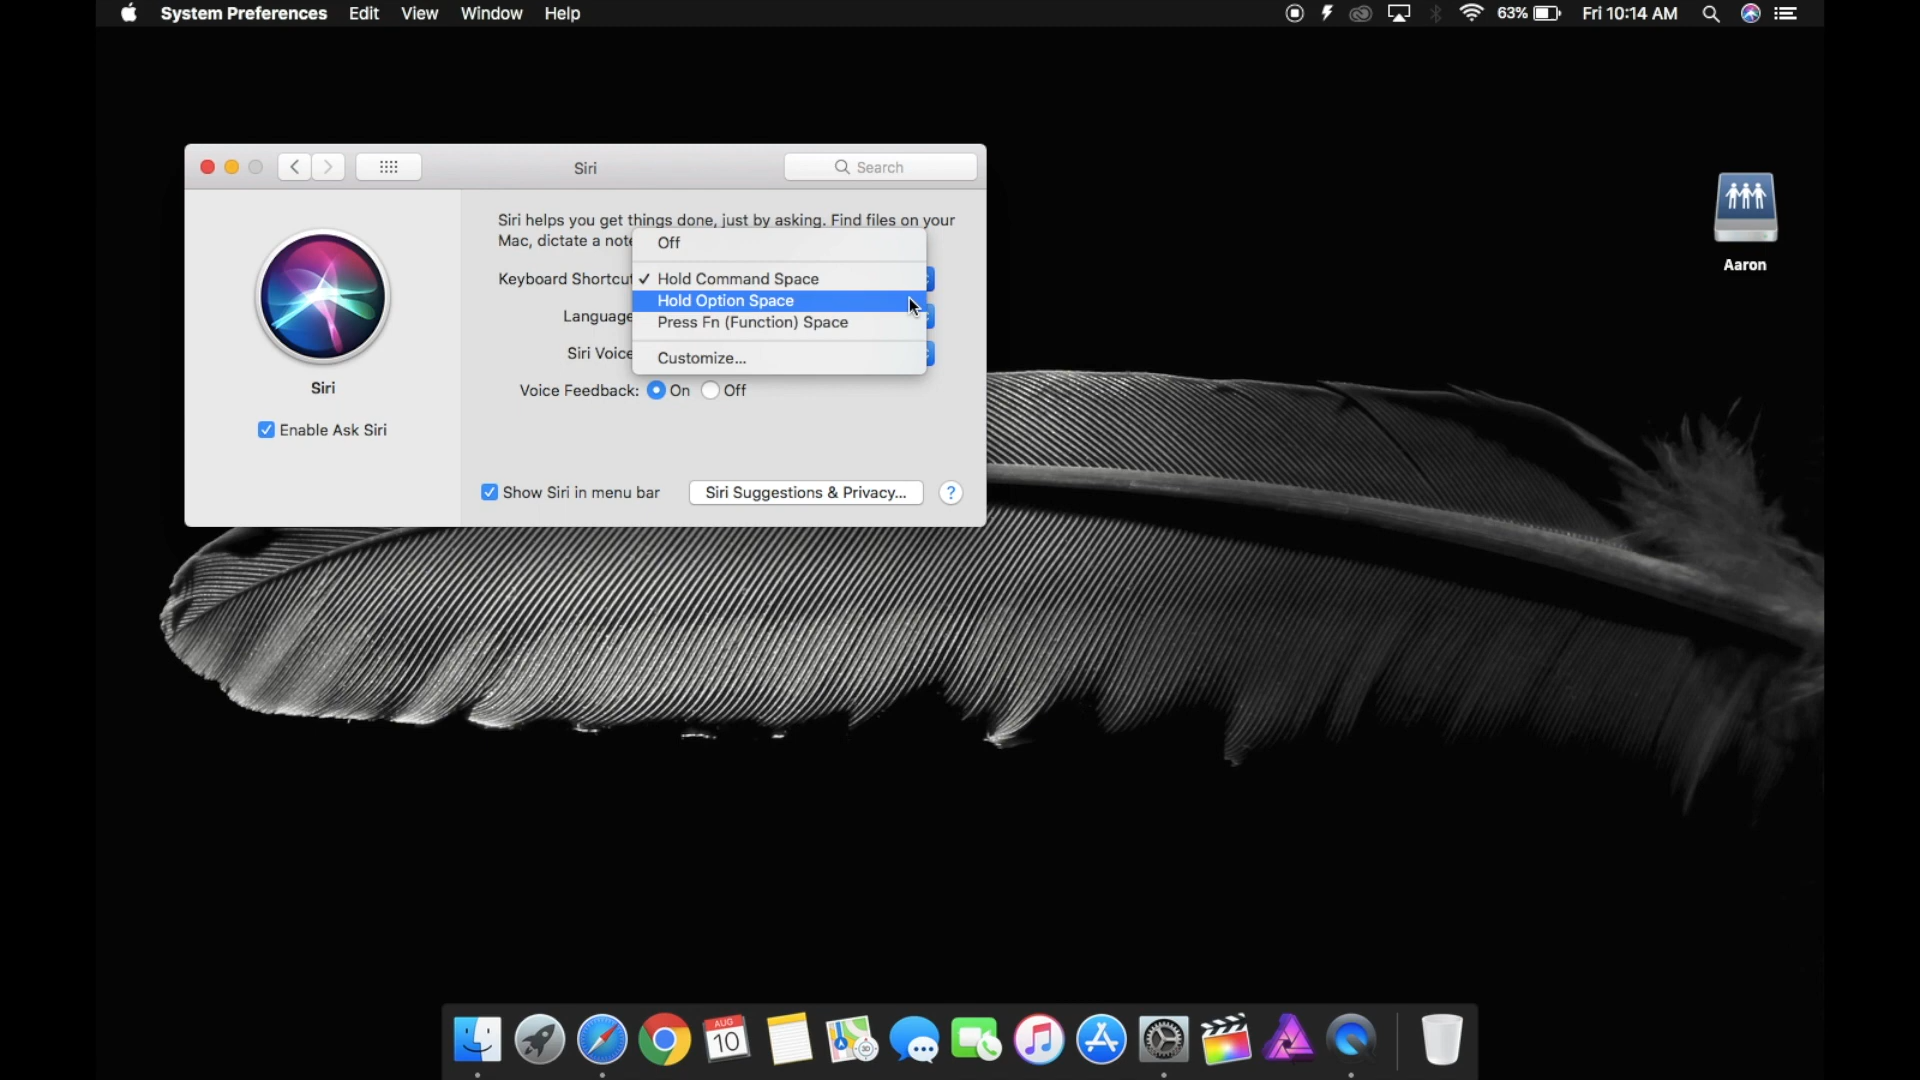 System Preferences Edit View Window Help 63% Fri 10:14 AM
Siri
Search
Siri helps you get things done, just by asking. Find files on your
Mac, dictate a note
Off
Keyboard Shortcut ✓ Hold Command Space
Hold Option Space
Language
Press Fn (Function) Space
Siri Voice
Customize...
Voice Feedback: On Off
Siri
Enable Ask Siri
Show Siri in menu bar
Siri Suggestions & Privacy...
?
Aaron
AUG
10
3D